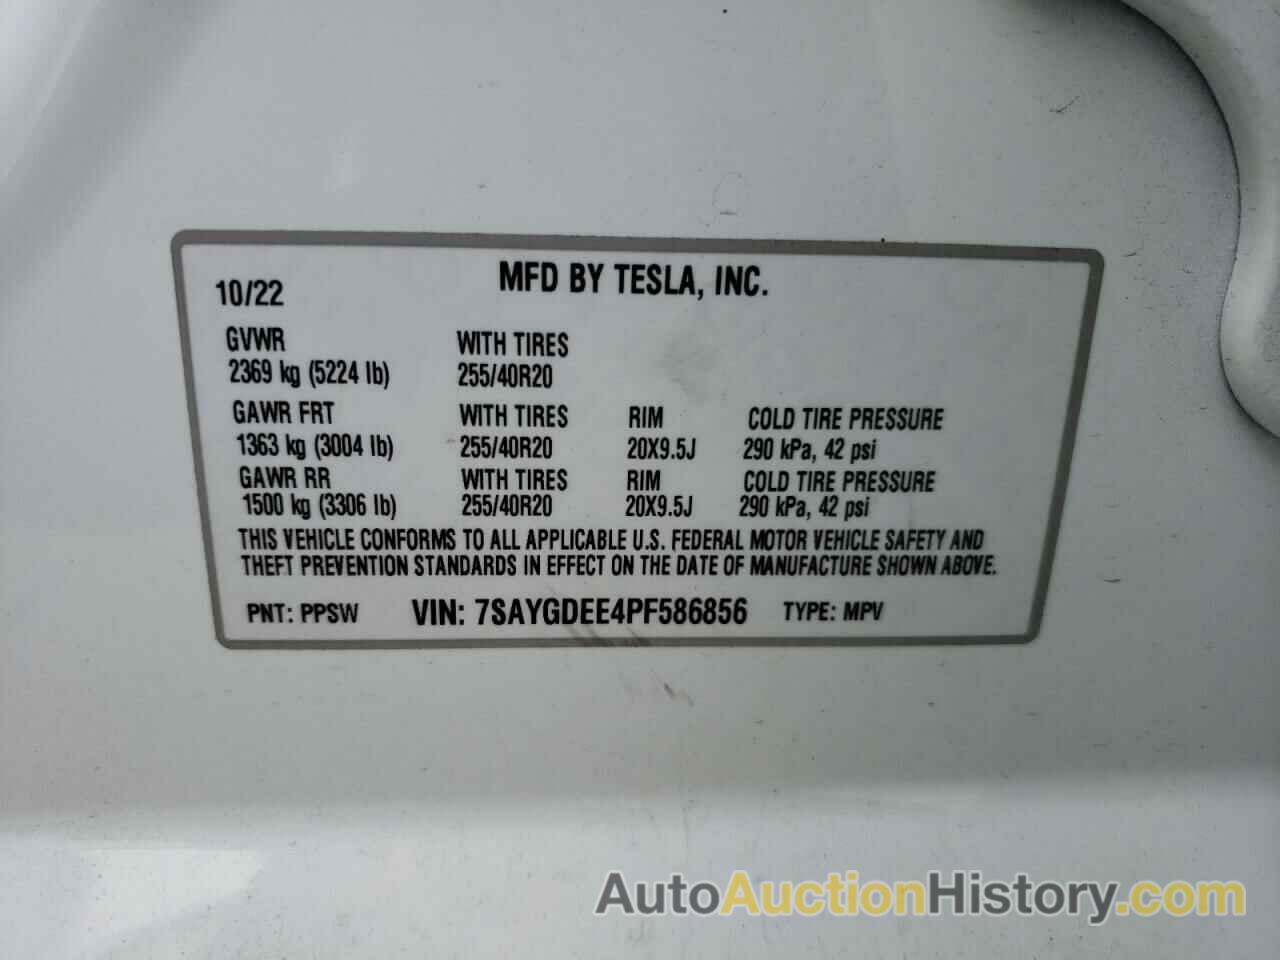 MFD BY TESLA, INC.
10/22
GVWR WITH TIRES
2369 kg (5224 lb) 255/40R20
GAWR FRT WITH TIRES RIM COLD TIRE PRESSURE
1363 kg (3004 lb) 255/40R20 20X9.5J 290 kPa, 42 psi
GAWR RR WITH TIRES RIM COLD TIRE PRESSURE
1500 kg (3306 lb) 255/40R20 20X9.5J 290 kPa, 42 psi
THIS VEHICLE CONFORMS TO ALL APPLICABLE U.S. FEDERAL MOTOR VEHICLE SAFETY AND
THEFT PREVENTION STANDARDS IN EFFECT ON THE DATE OF MANUFACTURE SHOWN ABOVE.
PNT: PPSW VIN: 7SAYGDEE4PF586856 TYPE: MPV
AutoAuctionHistory.com